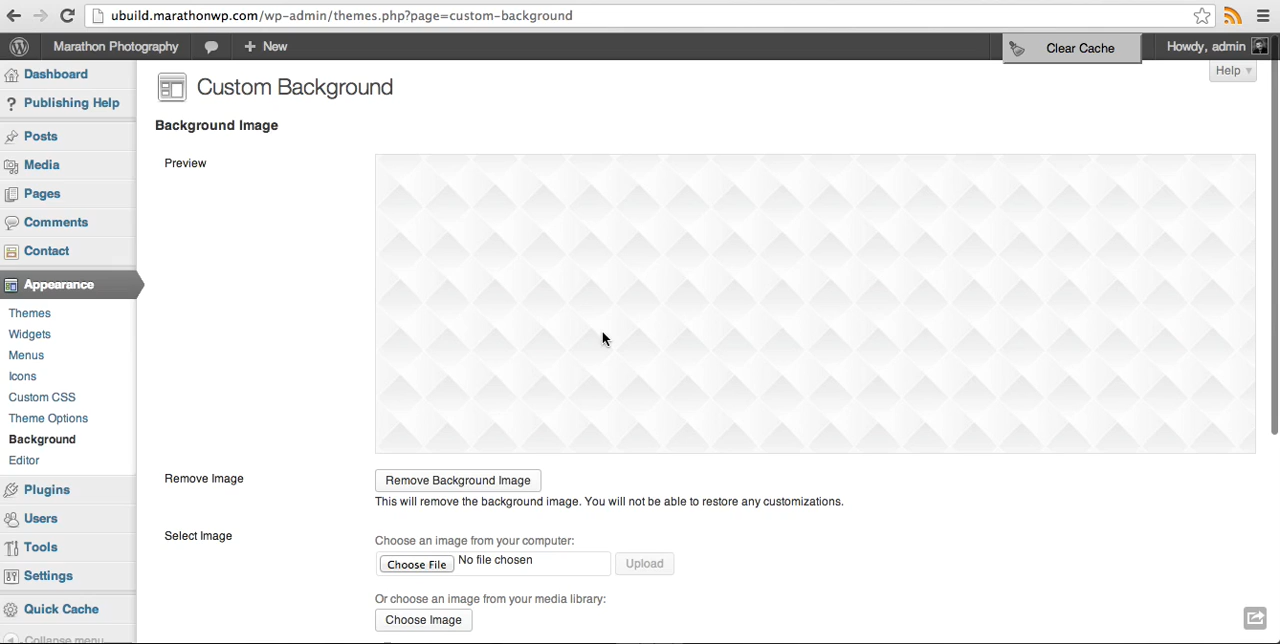 ubuild.marathonwp.com/wp-admin/themes.php?page=custom-background
Marathon Photography
New
Clear Cache
Howdy, admin
Help
Custom Background
Background Image
Preview
Dashboard
? Publishing Help
Posts
Media
Pages
Comments
Contact
Appearance
Themes
Widgets
Menus
Icons
Custom CSS
Theme Options
Background
Editor
Plugins
Users
Tools
Settings
Quick Cache
Collapse menu
Remove Image
Remove Background Image
This will remove the background image. You will not be able to restore any customizations.
Select Image
Choose an image from your computer:
Choose File No file chosen Upload
Or choose an image from your media library:
Choose Image